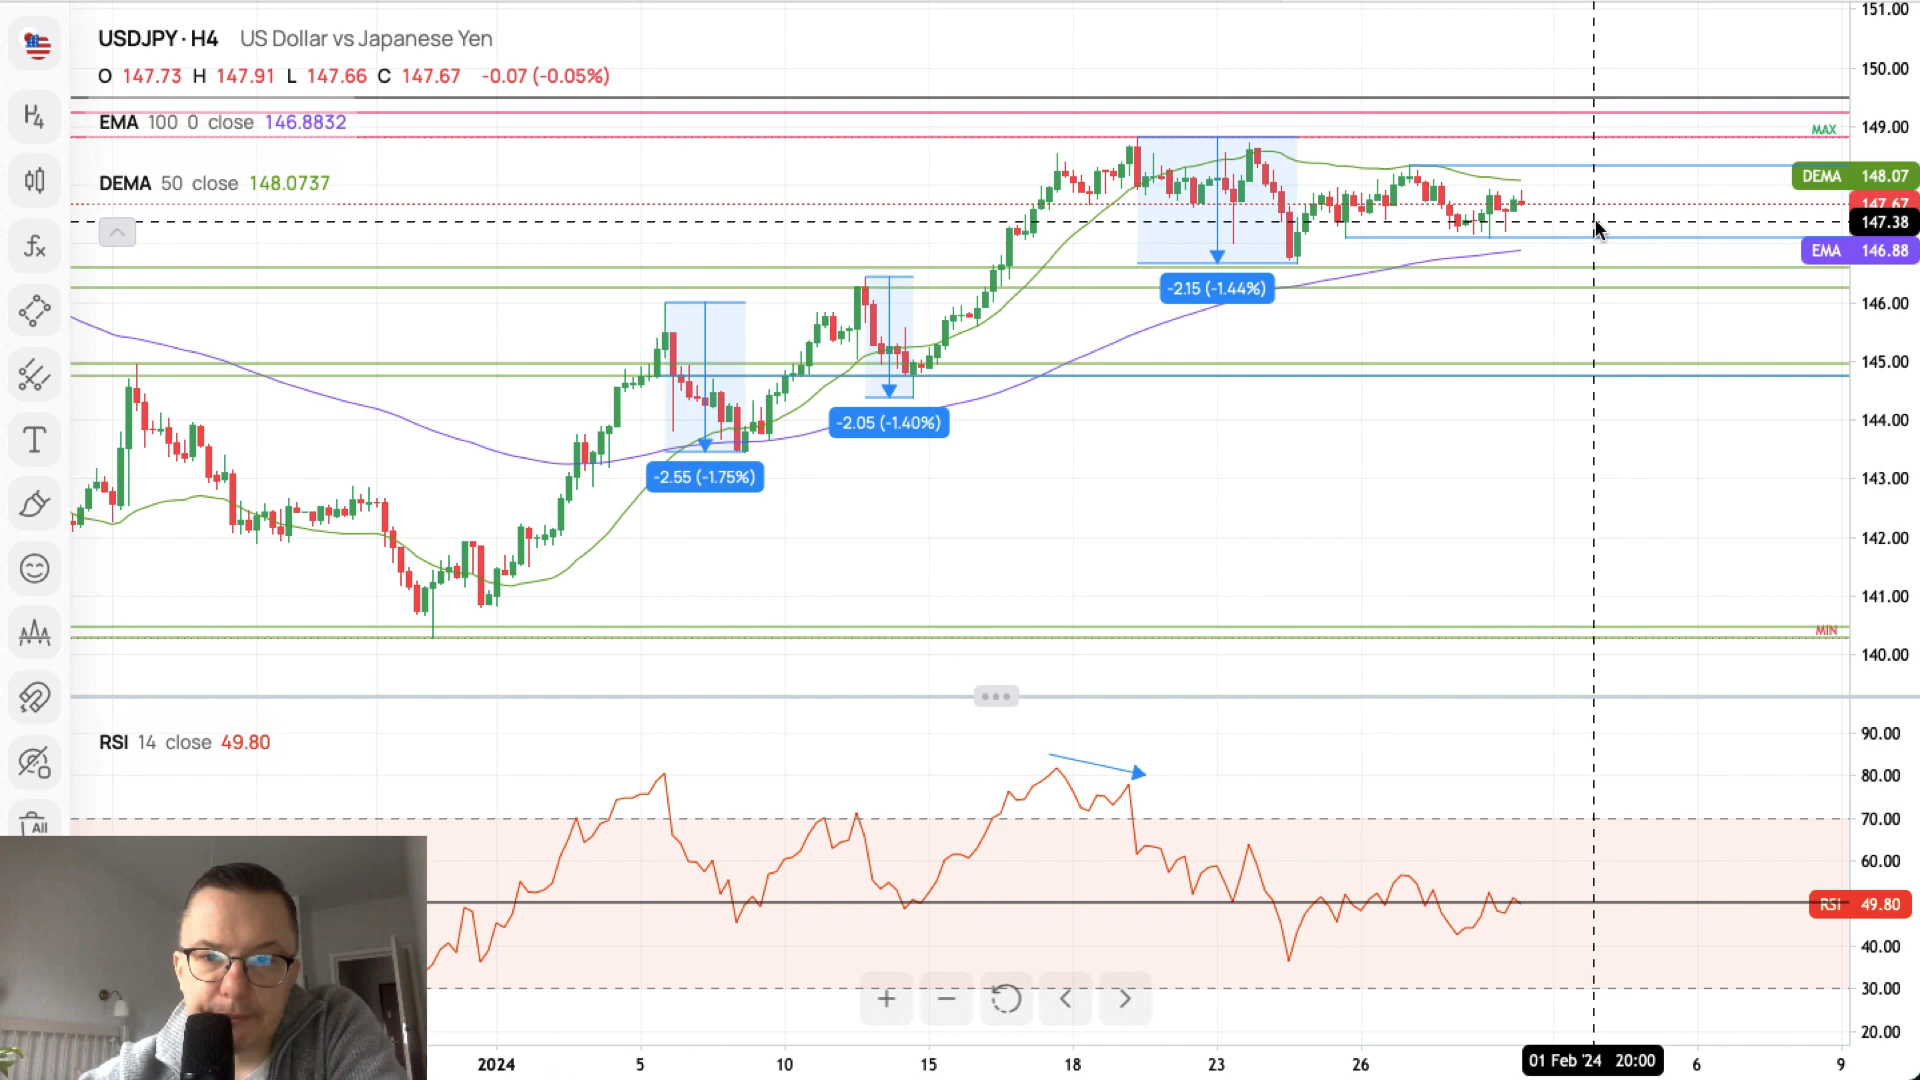 151.00
USDJPY · H4 US Dollar vs Japanese Yen
150.00
O 147.73 H 147.91 L 147.66 C 147.67 -0.07 (-0.05%)
H4
EMA 100 0 close 146.8832
149.00
MAX
DEMA 50 close 148.0737
DEMA 148.07
147.67
147.38
fx
EMA 146.88
-2.15 (-1.44%)
146.00
145.00
-2.05 (-1.40%)
144.00
T
-2.55 (-1.75%)
143.00
142.00
141.00
MIN
140.00
RSI 14 close 49.80
90.00
80.00
All
70.00
60.00
RSI 49.80
40.00
30.00
20.00
2024 5 10 15 18 23 26 01 Feb '24 20:00 6 9